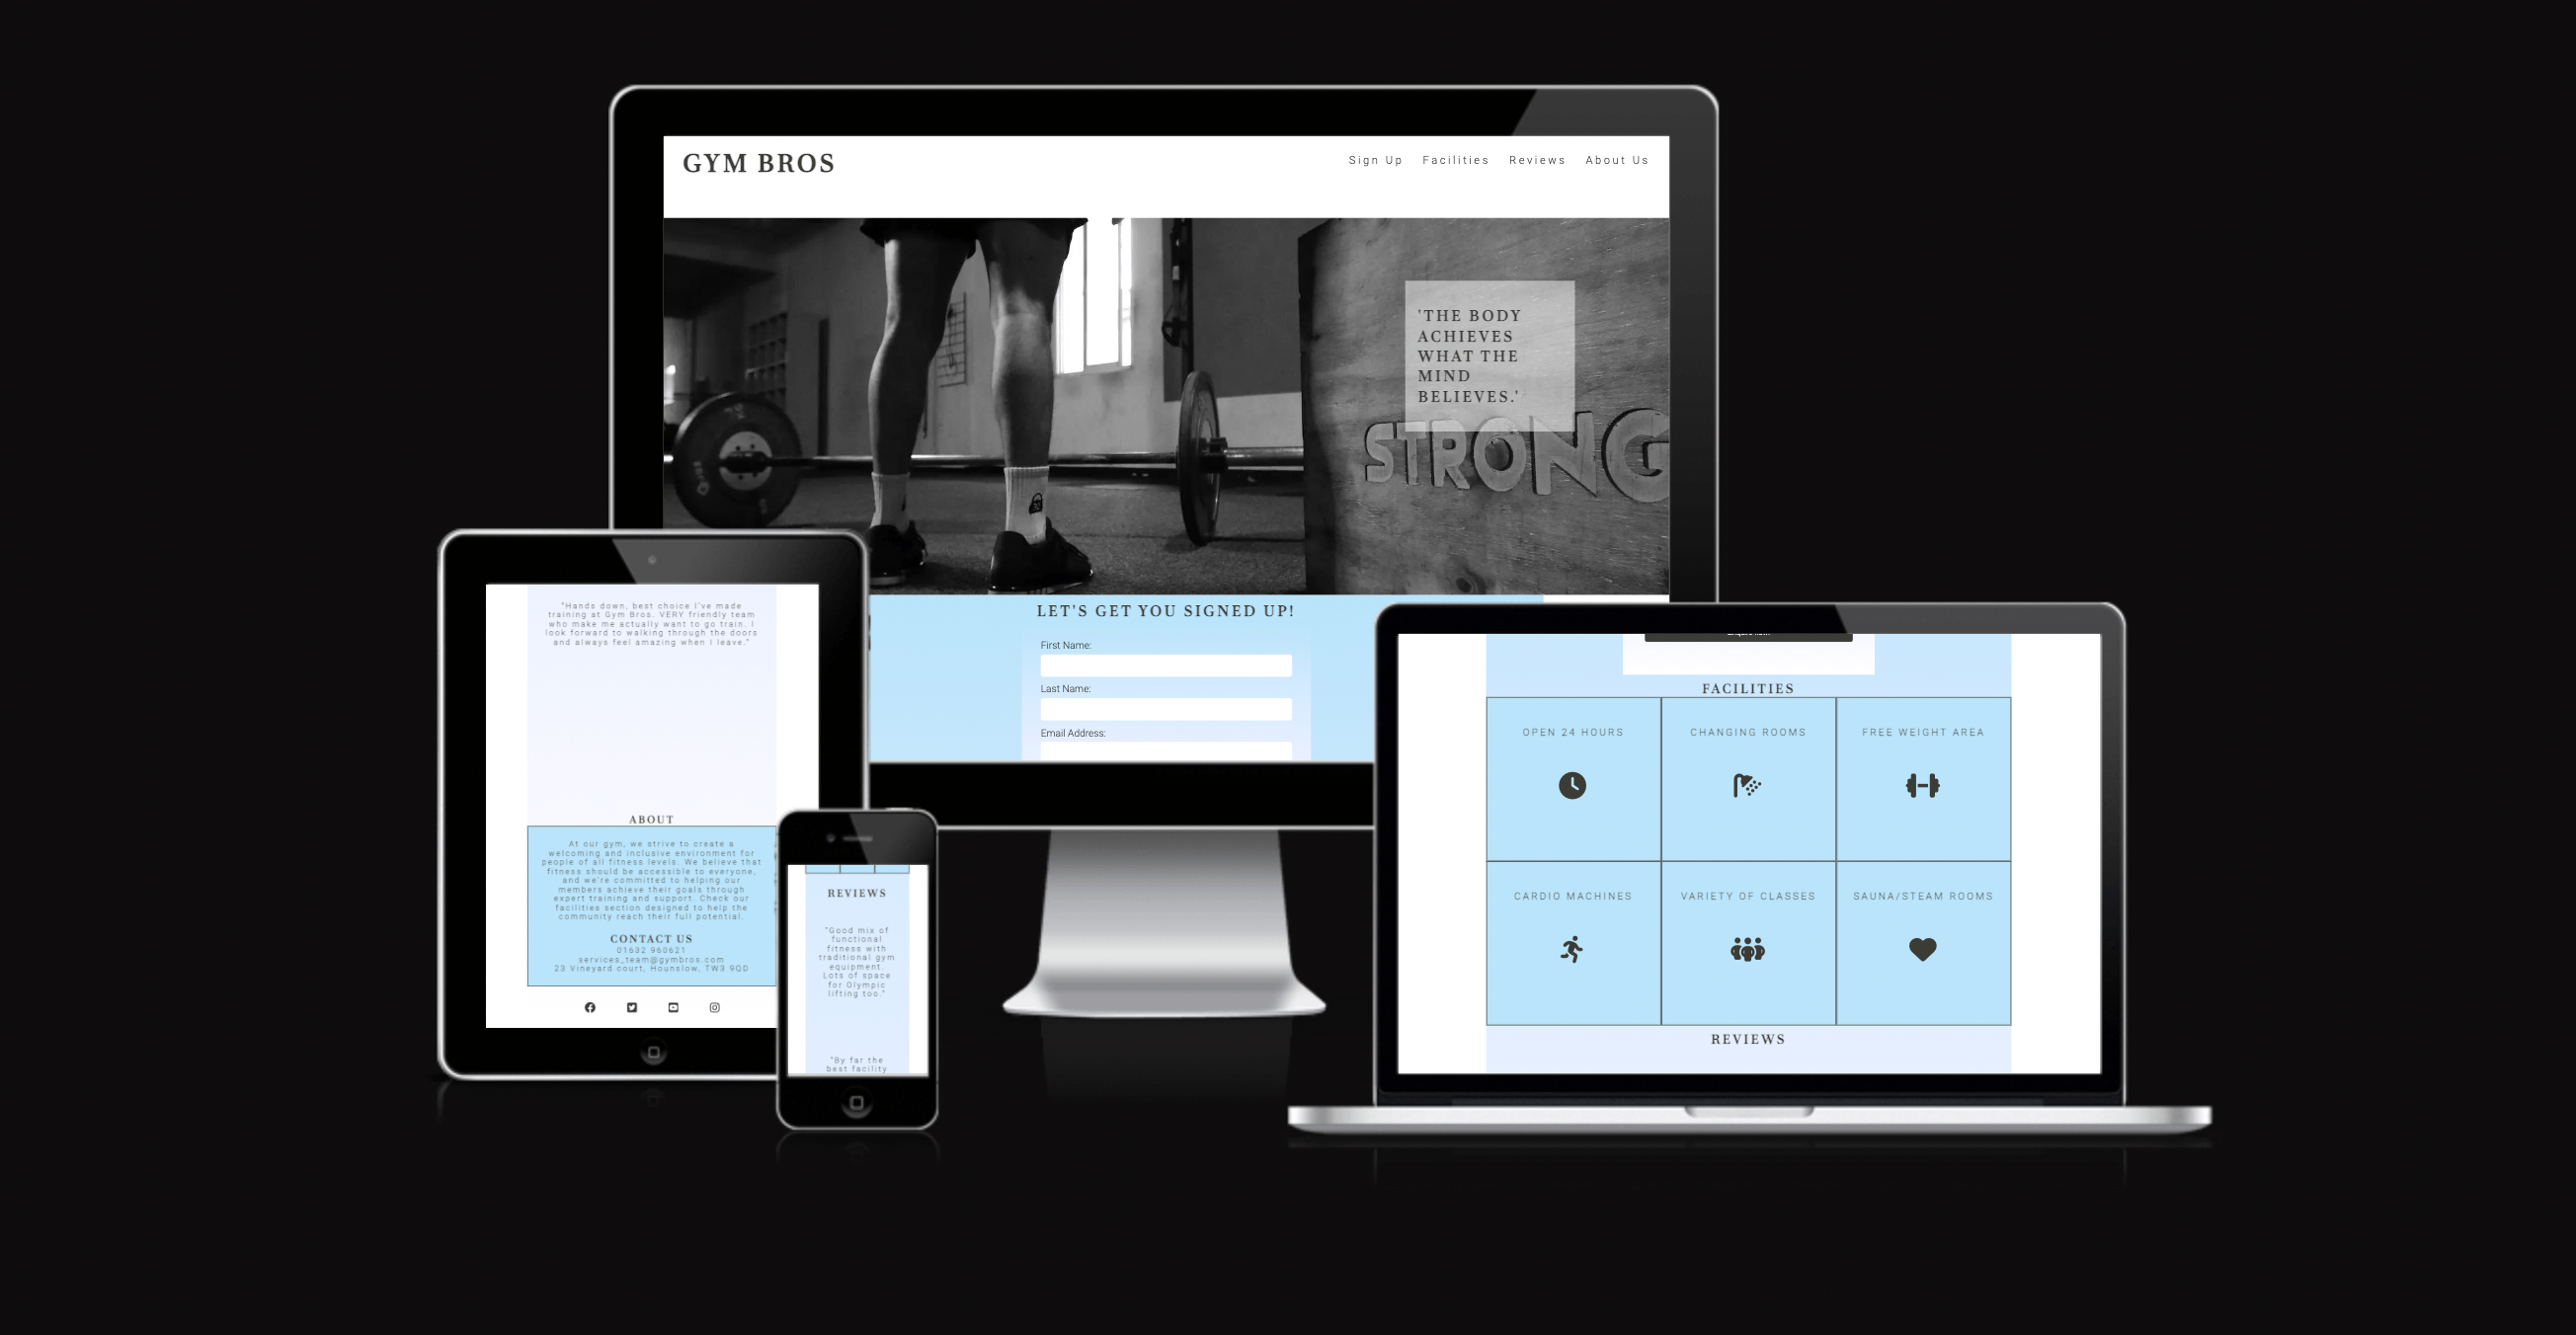 GYM BROS
Sign Up Facilities Reviews About Us
'THE BODY
ACHIEVES
WHAT THE
MIND
BELIEVES.'
STRONG
LET'S GET YOU SIGNED UP!
First Name:
Last Name:
Email Address:
"Hands down, best choice I've made
training at Gym Bros. VERY friendly team
who make me actually want to go train. I
look forward to walking through the doors
and always feel amazing when I leave."
ABOUT
At our gym, we strive to create a
welcoming and inclusive environment for
people of all fitness levels. We believe that
fitness should be accessible to everyone,
and we're committed to helping our
members achieve their goals through
expert training and support. Check our
facilities section designed to help the
community reach their full potential.
CONTACT US
01632 960621
services_team@gymbros.com
23 Vineyard court, Hounslow, TW3 9QD
REVIEWS
"Good mix of
functional
fitness with
traditional gym
equipment.
Lots of space
for Olympic
lifting too."
"By far the
best facility
FACILITIES
OPEN 24 HOURS
CHANGING ROOMS
FREE WEIGHT AREA
CARDIO MACHINES
VARIETY OF CLASSES
SAUNA/STEAM ROOMS
REVIEWS